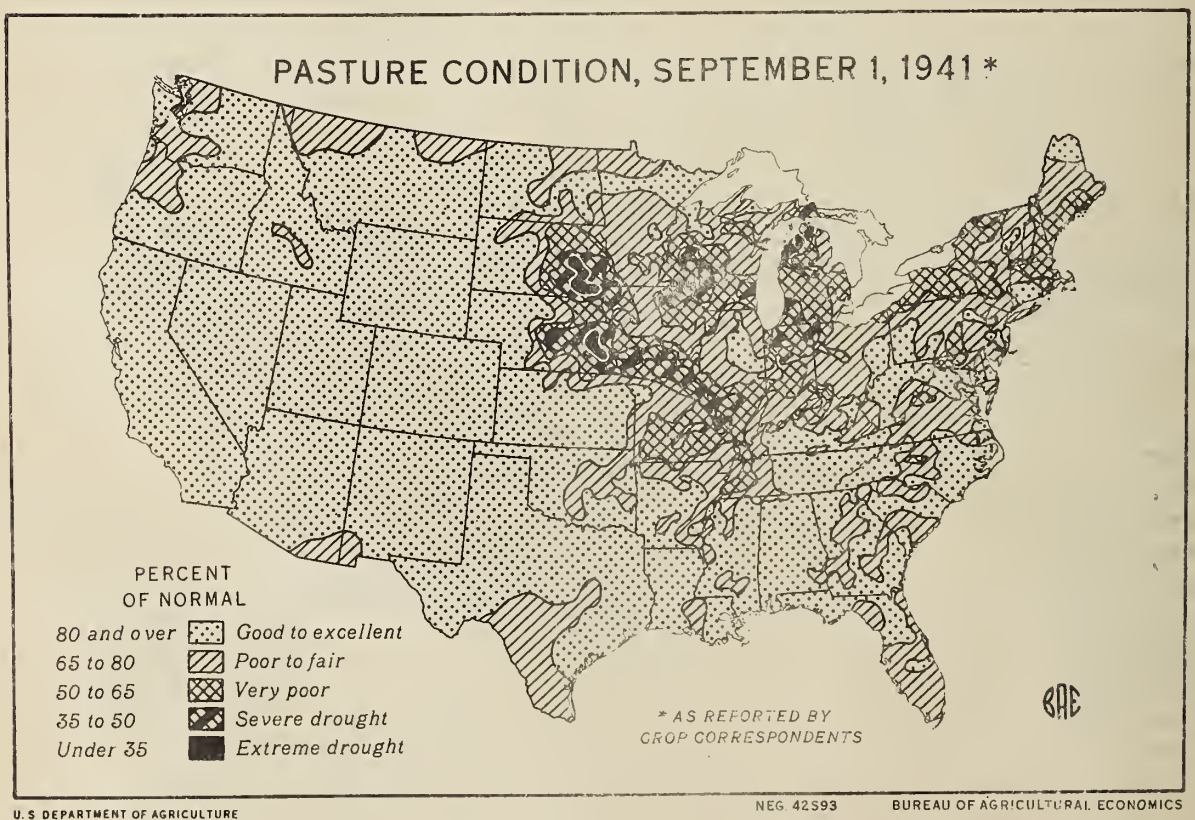 PASTURE CONDITION, SEPTEMBER 1, 1941 *
PERCENT
OF NORMAL
80 and over Good to excellent
65 to 80 Poor to fair
50 to 65 Very poor
35 to 50 Severe drought
Under 35 Extreme drought
* AS REPORTED BY
CROP CORRESPONDENTS
BAE
U. S DEPARTMENT OF AGRICULTURE
NEG. 42593 BUREAU OF AGRICULTURAL ECONOMICS